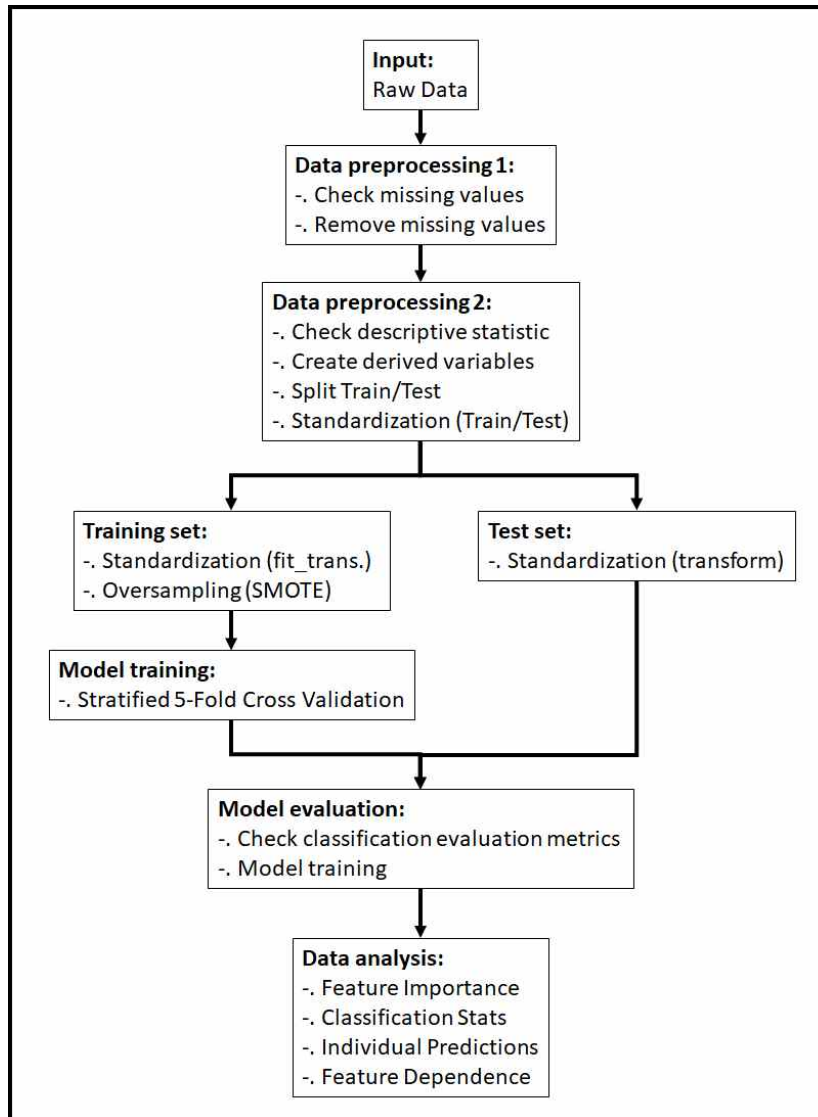 Input:
Raw Data
Data preprocessing 1:
-. Check missing values
-. Remove missing values
Data preprocessing 2:
-. Check descriptive statistic
-. Create derived variables
-. Split Train/Test
-. Standardization (Train/Test)
Training set:
-. Standardization (fit_trans.)
-. Oversampling (SMOTE)
Test set:
-. Standardization (transform)
Model training:
-. Stratified 5-Fold Cross Validation
Model evaluation:
-. Check classification evaluation metrics
-. Model training
Data analysis:
-. Feature Importance
-. Classification Stats
-. Individual Predictions
-. Feature Dependence